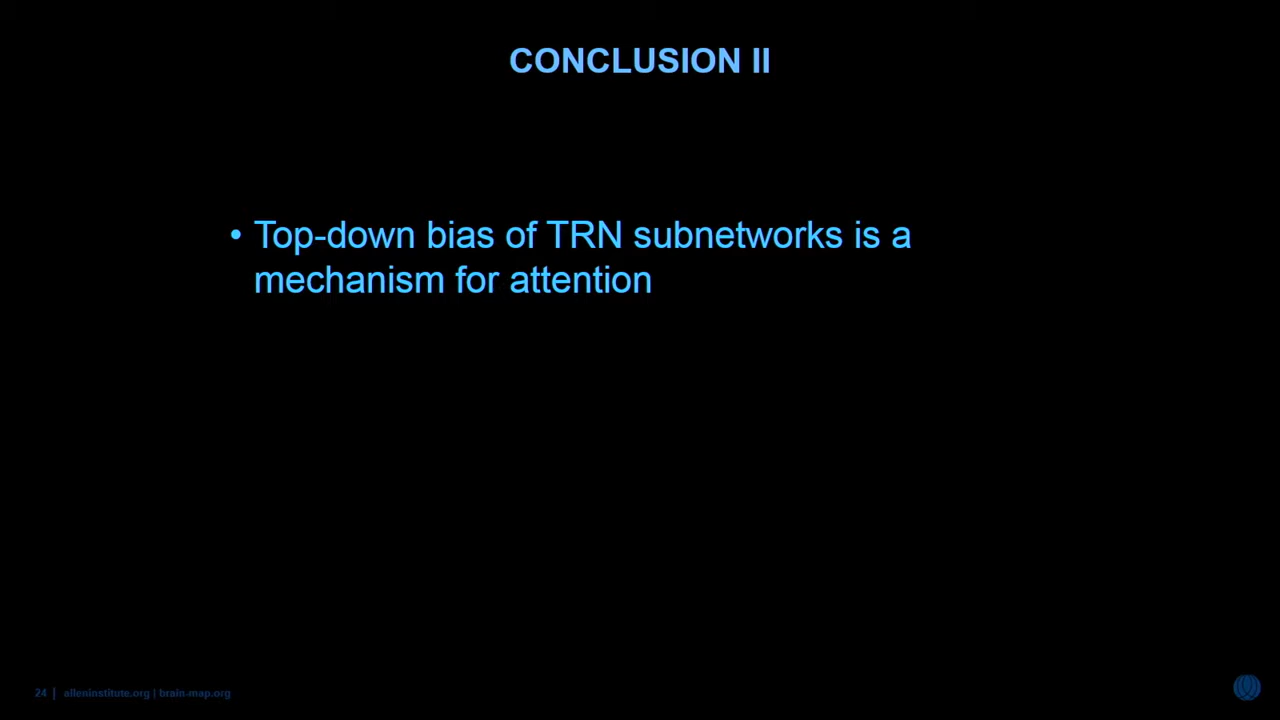 CONCLUSION II
• Top-down bias of TRN subnetworks is a
mechanism for attention
24 | alleninstitute.org | brain-map.org